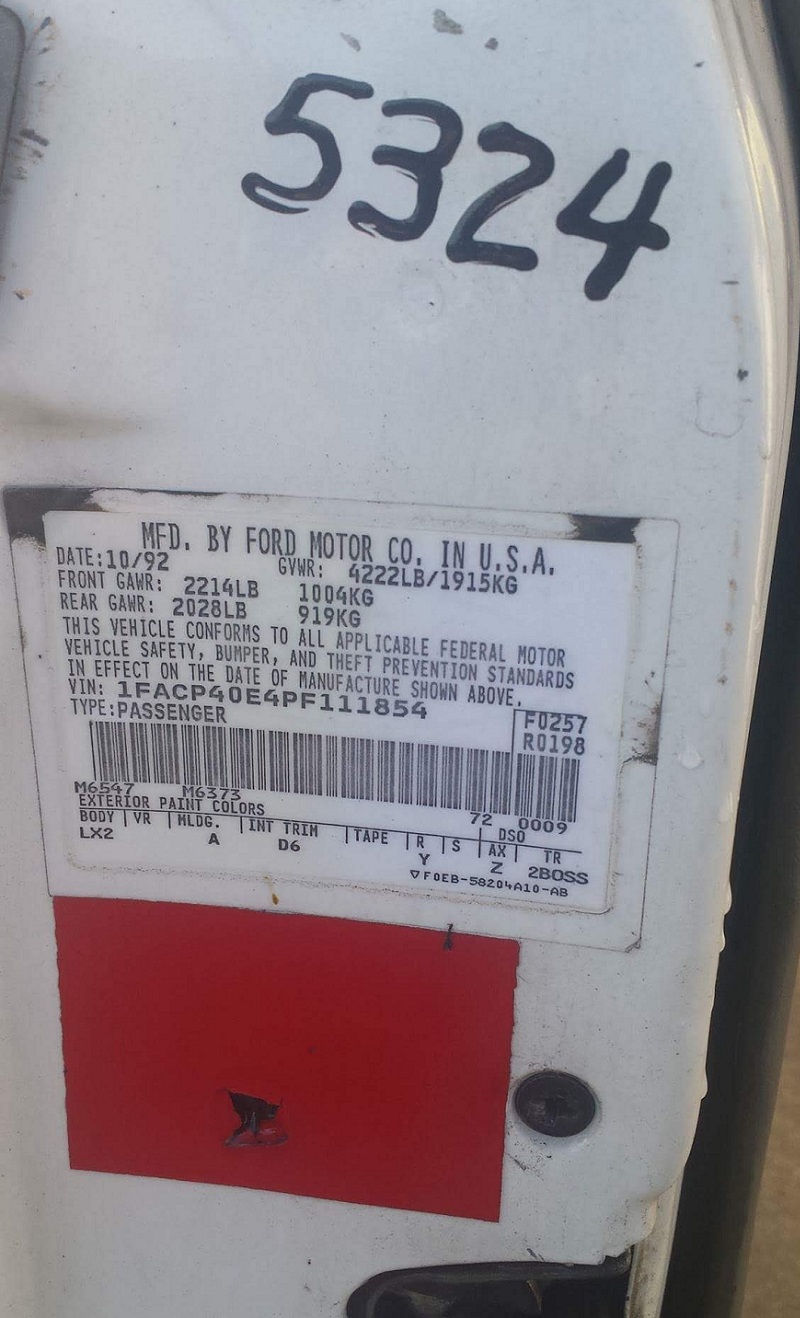 5324
MFD. BY FORD MOTOR CO. IN U.S.A.
DATE:10/92 GVWR: 4222LB/1915KG
FRONT GAWR: 2214LB 1004KG
REAR GAWR: 2028LB 919KG
THIS VEHICLE CONFORMS TO ALL APPLICABLE FEDERAL MOTOR
VEHICLE SAFETY, BUMPER, AND THEFT PREVENTION STANDARDS
IN EFFECT ON THE DATE OF MANUFACTURE SHOWN ABOVE.
VIN: 1FACP40E4PF111854
TYPE:PASSENGER
F0257
R0198
M6547 M6373 72 0009
EXTERIOR PAINT COLORS DSO
BODY VR MLDG. INT TRIM TAPE R S AX TR
LX2 A D6 Y Z 2BOSS
▽F0EB-58204A10-AB